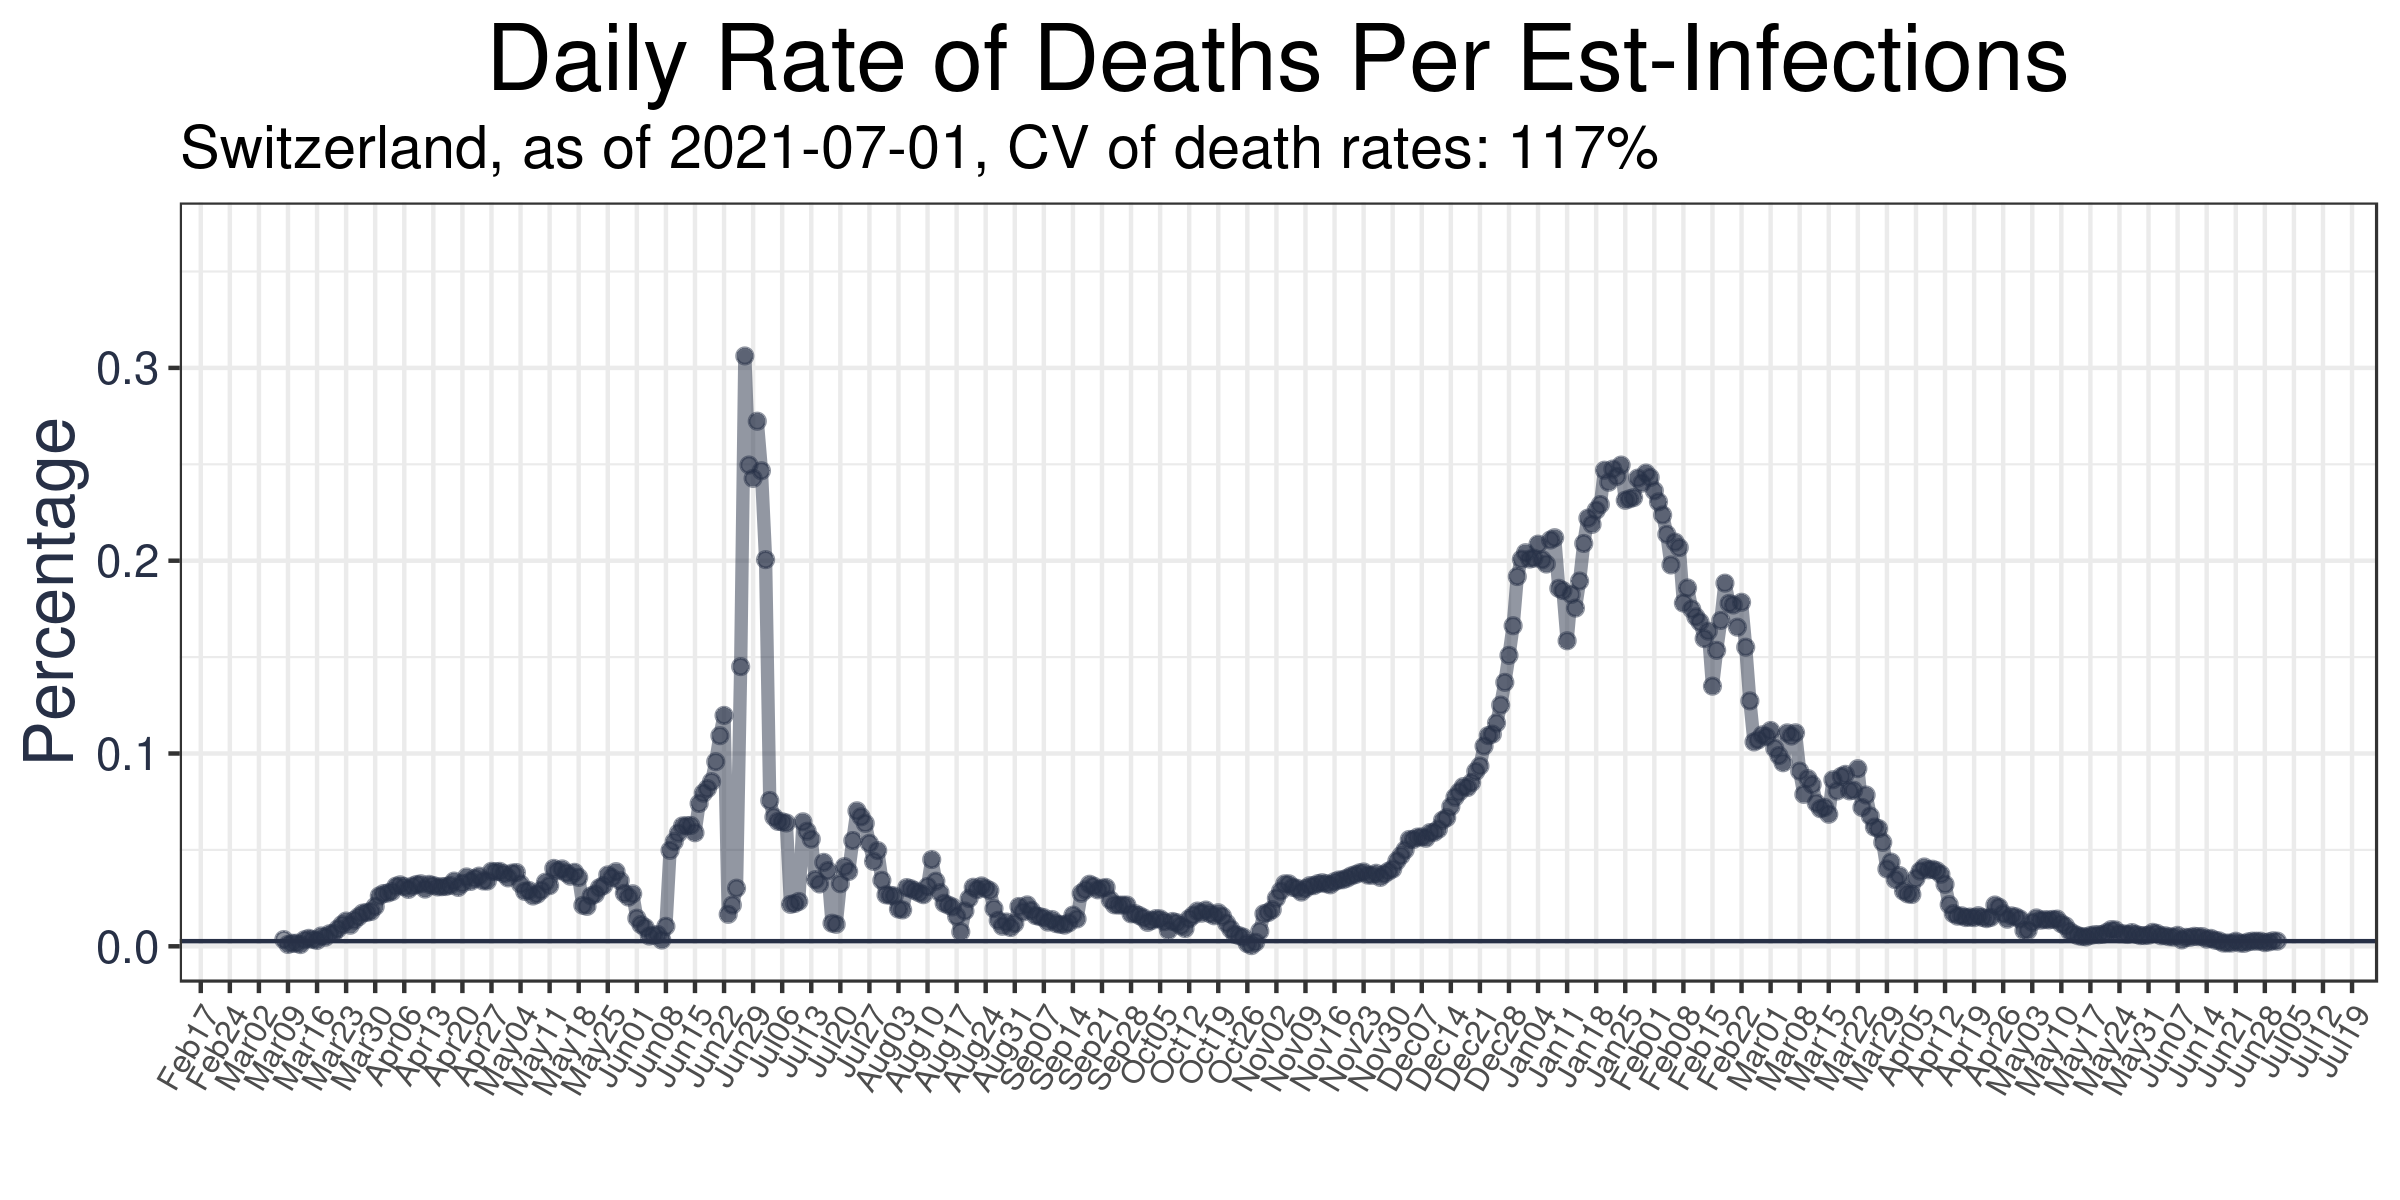 Daily Rate of Deaths Per Est-Infections
Switzerland, as of 2021-07-01, CV of death rates: 117%
Percentage
0.3
0.2
0.1
0.0
Feb17
Feb24
Mar02
Mar09
Mar16
Mar23
Mar30
Apr06
Apr13
Apr20
Apr27
May04
May11
May18
May25
Jun01
Jun08
Jun15
Jun22
Jun29
Jul06
Jul13
Jul20
Jul27
Aug03
Aug10
Aug17
Aug24
Aug31
Sep07
Sep14
Sep21
Sep28
Oct05
Oct12
Oct19
Oct26
Nov02
Nov09
Nov16
Nov23
Nov30
Dec07
Dec14
Dec21
Dec28
Jan04
Jan11
Jan18
Jan25
Feb01
Feb08
Feb15
Feb22
Mar01
Mar08
Mar15
Mar22
Mar29
Apr05
Apr12
Apr19
Apr26
May03
May10
May17
May24
May31
Jun07
Jun14
Jun21
Jun28
Jul05
Jul12
Jul19